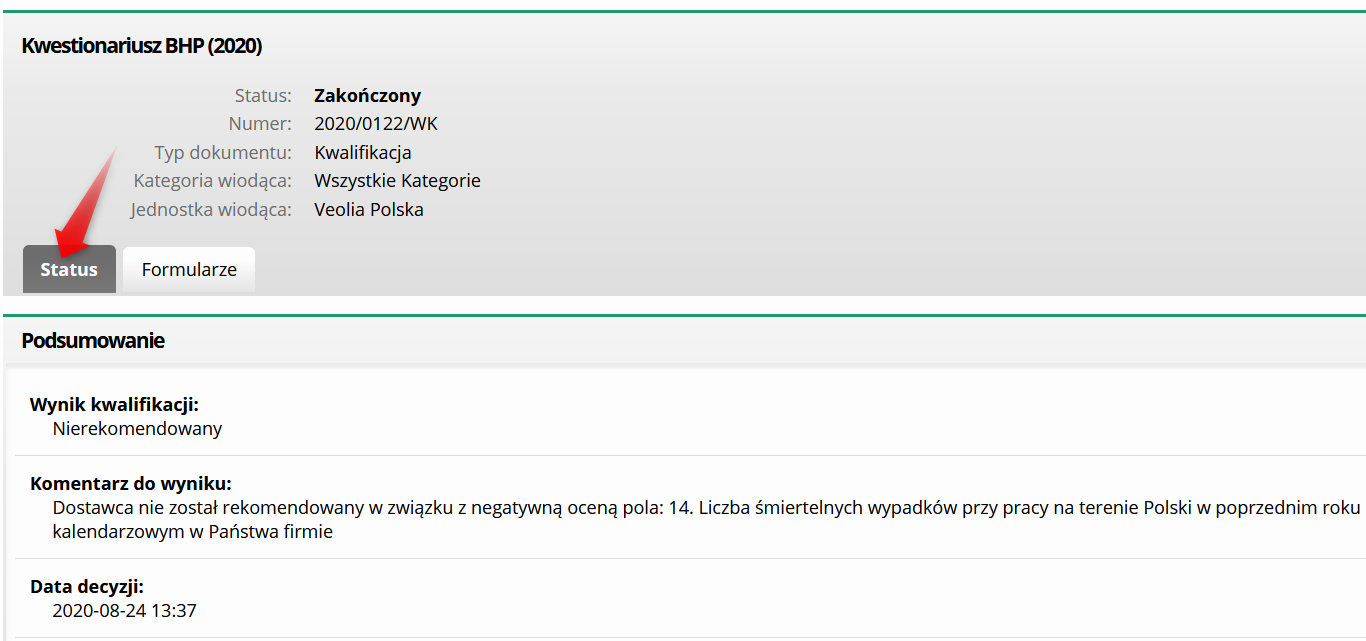 Kwestionariusz BHP (2020)
Status: Zakończony
Numer: 2020/0122/WK
Typ dokumentu: Kwalifikacja
Kategoria wiodąca: Wszystkie Kategorie
Jednostka wiodąca: Veolia Polska
Status Formularze
Podsumowanie
Wynik kwalifikacji:
Nierekomendowany
Komentarz do wyniku:
Dostawca nie został rekomendowany w związku z negatywną oceną pola: 14. Liczba śmiertelnych wypadków przy pracy na terenie Polski w poprzednim roku
kalendarzowym w Państwa firmie
Data decyzji:
2020-08-24 13:37